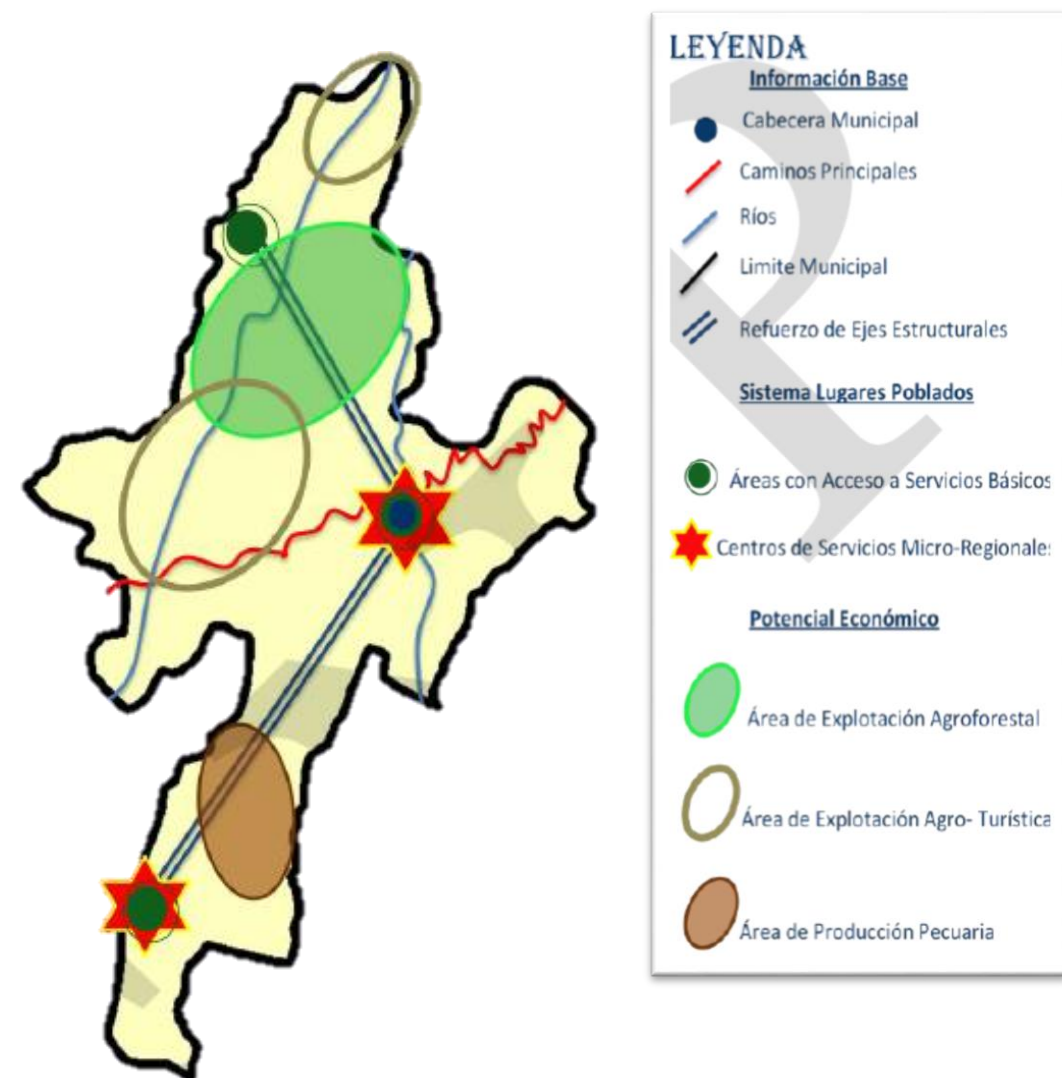 LEYENDA
Información Base
Cabecera Municipal
Caminos Principales
Ríos
Limite Municipal
Refuerzo de Ejes Estructurales
Sistema Lugares Poblados
Áreas con Acceso a Servicios Básicos
Centros de Servicios Micro-Regionales
Potencial Económico
Área de Explotación Agroforestal
Área de Explotación Agro- Turística
Área de Producción Pecuaria